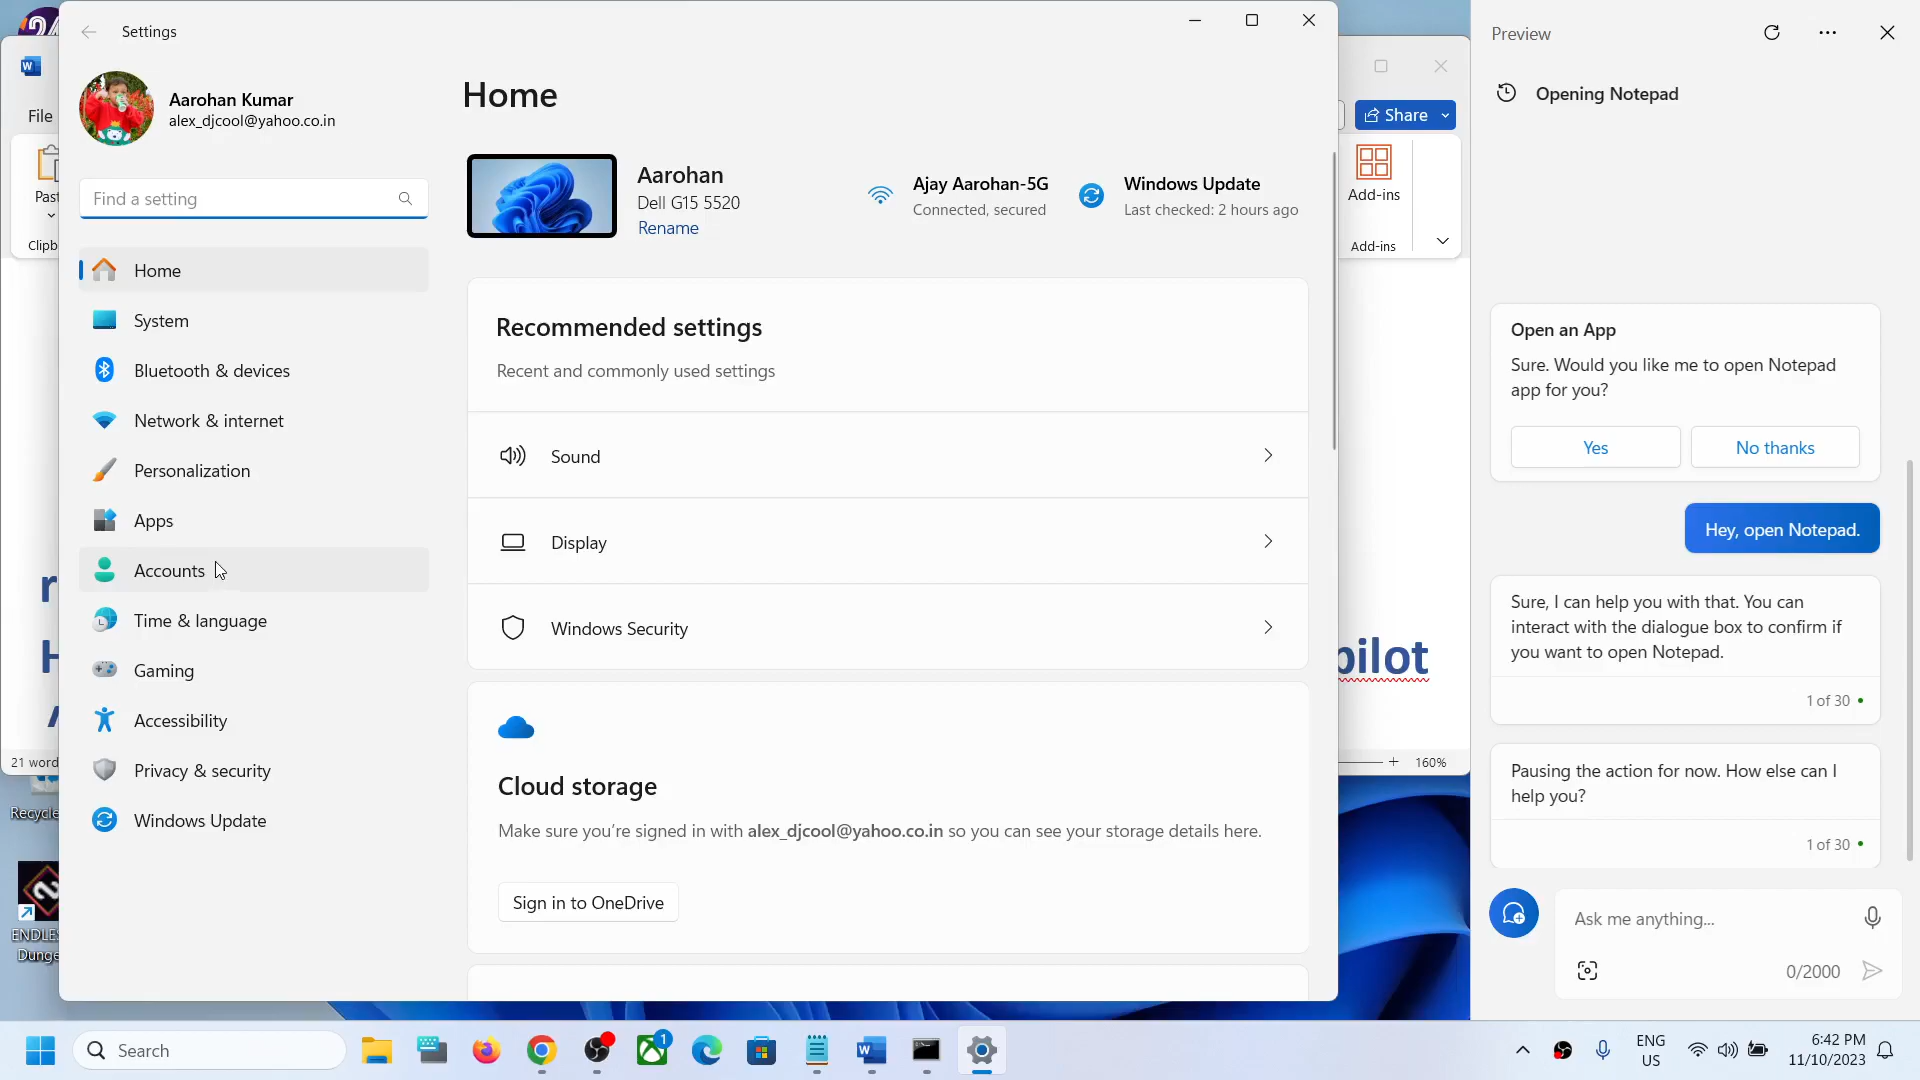 Settings
Aarohan Kumar
alex_djcool@yahoo.co.in
Find a setting
Home
System
Bluetooth & devices
Network & internet
Personalization
Apps
Accounts
Time & language
Gaming
Accessibility
Privacy & security
Windows Update
Home
Aarohan
Dell G15 5520
Rename
Ajay Aarohan-5G
Connected, secured
Windows Update
Last checked: 2 hours ago
Recommended settings
Recent and commonly used settings
Sound
Display
Windows Security
Cloud storage
Make sure you're signed in with alex_djcool@yahoo.co.in so you can see your storage details here.
Sign in to OneDrive
File
Past
Clipb
21 word
Recycle
ENDLES
Dunge
Share
Add-ins
Add-ins
pilot
160%
Preview
Opening Notepad
Open an App
Sure. Would you like me to open Notepad
app for you?
Yes
No thanks
Hey, open Notepad.
Sure, I can help you with that. You can
interact with the dialogue box to confirm if
you want to open Notepad.
1 of 30
Pausing the action for now. How else can I
help you?
1 of 30
Ask me anything...
0/2000
Search
1
ENG
US
6:42 PM
11/10/2023